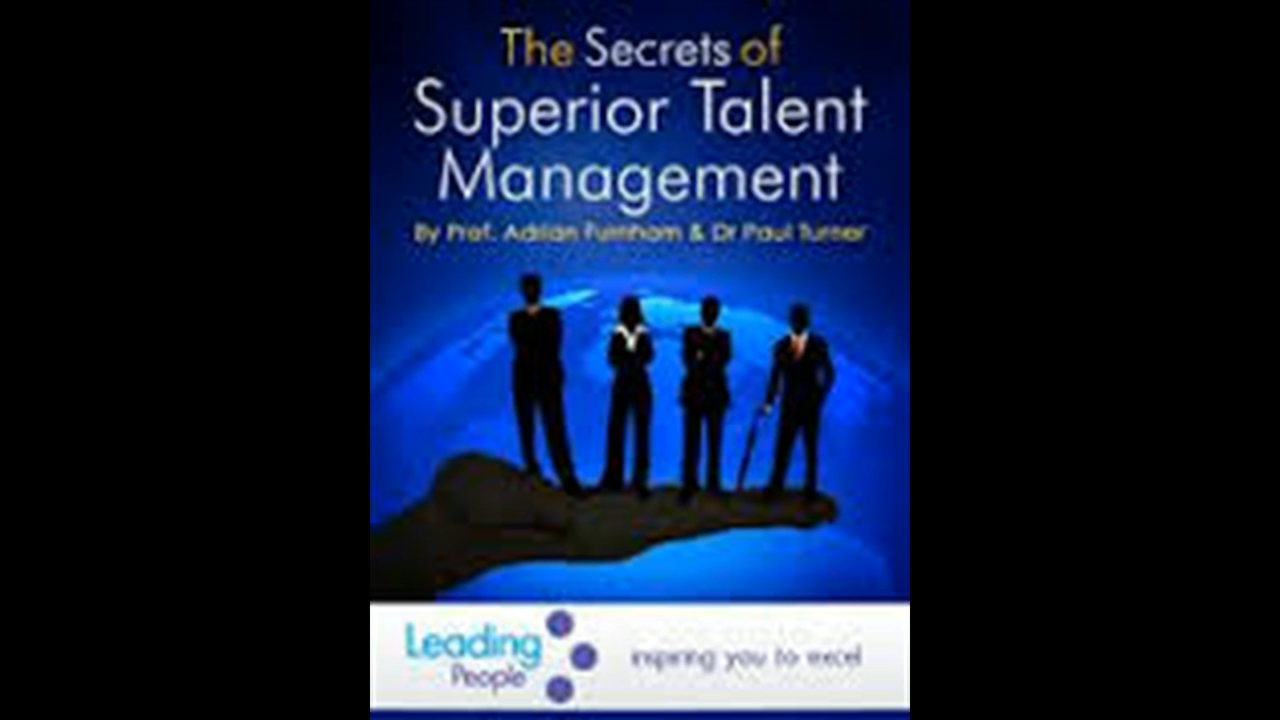 The Secrets of
Superior Talent
Management
By Prof. Adrian Furnham & Dr Paul Turner
Leading
People
inspiring you to excel